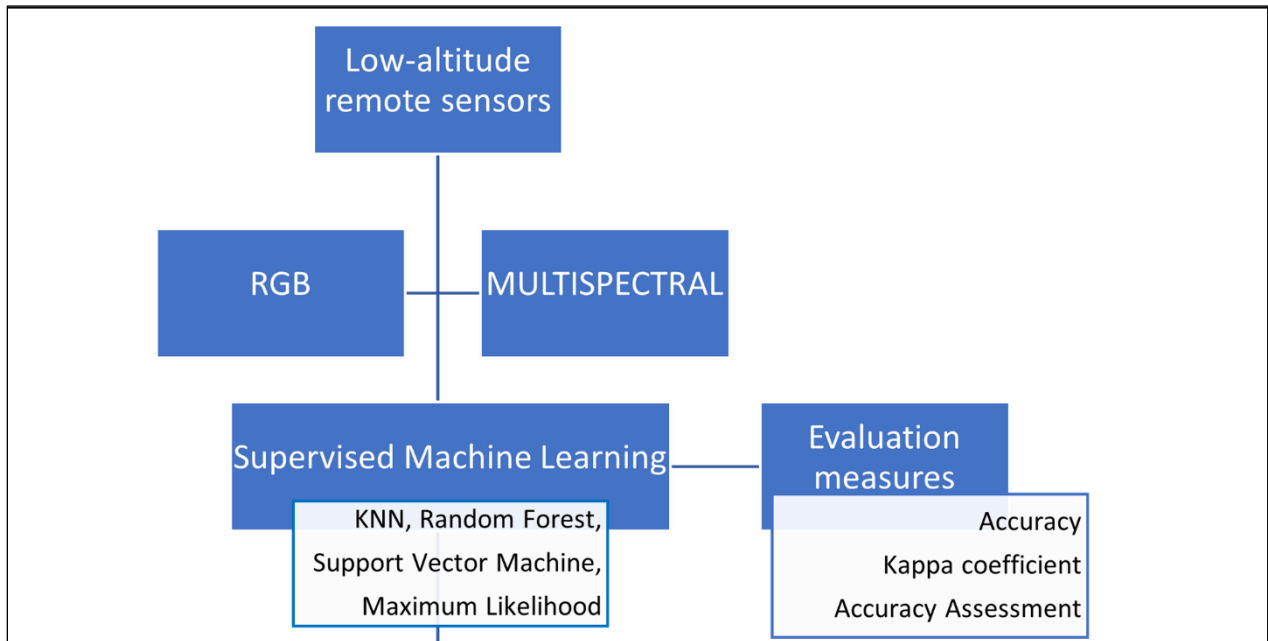 Low-altitude
remote sensors
RGB
MULTISPECTRAL
Supervised Machine Learning
KNN, Random Forest,
Support Vector Machine,
Maximum Likelihood
Evaluation
measures
Accuracy
Kappa coefficient
Accuracy Assessment